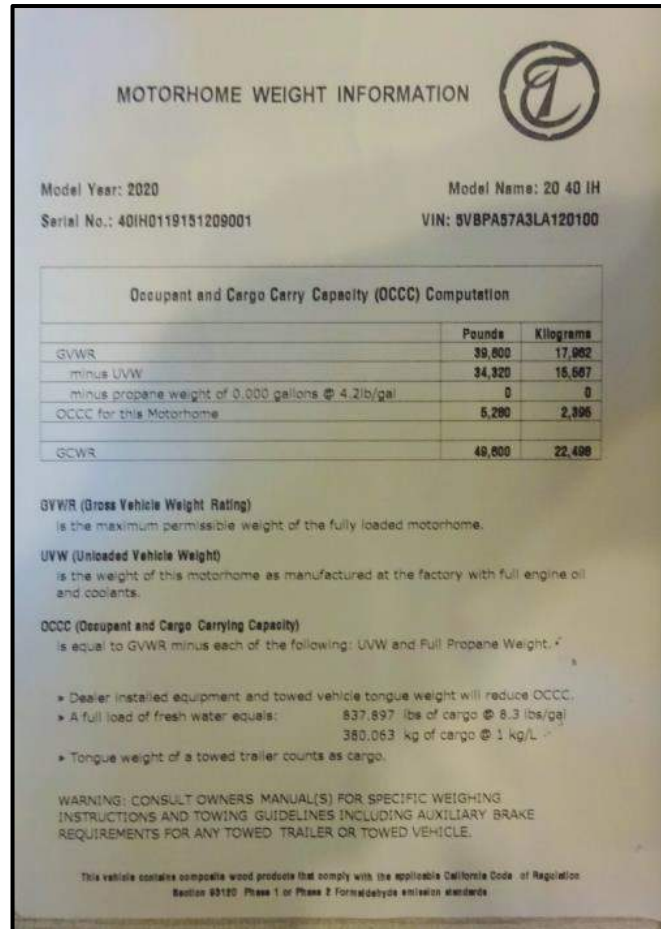 MOTORHOME WEIGHT INFORMATION
Model Year: 2020 Model Name: 20 40 IH
Serial No.: 40IH0119151209001 VIN: 5VBPA57A3LA120100
Occupant and Cargo Carry Capacity (OCCC) Computation
Pounds Kilograms
GVWR 39,600 17,962
minus UVW 34,320 15,567
minus propane weight of 0.000 gallons @ 4.2lb/gal 0 0
OCCC for this Motorhome 5,280 2,395
GCWR 49,600 22,498
GVWR (Gross Vehicle Weight Rating)
is the maximum permissible weight of the fully loaded motorhome.
UVW (Unloaded Vehicle Weight)
is the weight of this motorhome as manufactured at the factory with full engine oil
and coolants.
OCCC (Occupant and Cargo Carrying Capacity)
is equal to GVWR minus each of the following: UVW and Full Propane Weight.
» Dealer installed equipment and towed vehicle tongue weight will reduce OCCC.
» A full load of fresh water equals: 837.897 lbs of cargo @ 8.3 lbs/gal
380.063 kg of cargo @ 1 kg/L
» Tongue weight of a towed trailer counts as cargo.
WARNING: CONSULT OWNERS MANUAL(S) FOR SPECIFIC WEIGHING
INSTRUCTIONS AND TOWING GUIDELINES INCLUDING AUXILIARY BRAKE
REQUIREMENTS FOR ANY TOWED TRAILER OR TOWED VEHICLE.
This vehicle contains composite wood products that comply with the applicable California Code of Regulation
Section 93120 Phase 1 or Phase 2 Formaldehyde emission standards